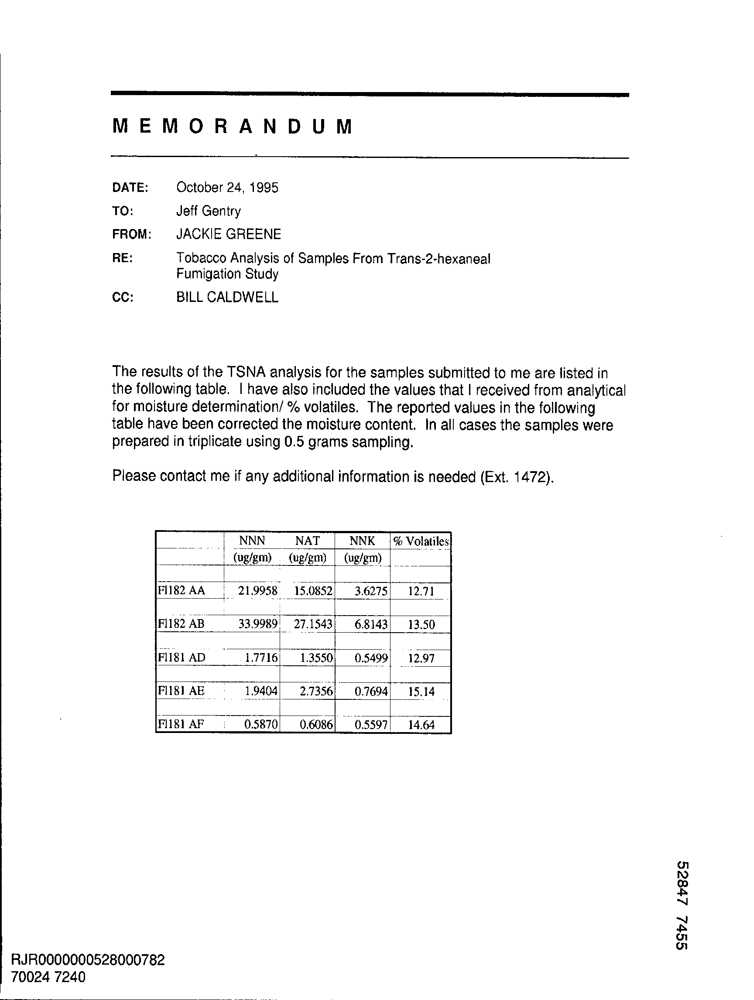 MEMORANDUM
DATE: October 24, 1995
TO: Jeff Gentry
FROM: JACKIE GREENE
RE: Tobacco Analysis of Samples From Trans-2-hexaneal
Fumigation Study
CC: BILL CALDWELL
The results of the TSNA analysis for the samples submitted to me are listed in
the following table. I have also included the values that I received from analytical
for moisture determination/ % volatiles. The reported values in the following
table have been corrected the moisture content. In all cases the samples were
prepared in triplicate using 0.5 grams sampling.
Please contact me if any additional information is needed (Ext. 1472).
NNN NAT NNK % Volatiles
(ug/gm) (ug/gm) (ug/gm)
FI182 AA 21.9958 15.0852 3.6275 12.71
FI182 AB 33.9989 27.1543 6.8143 13.50
FI181 AD 1.7716 1.3550 0.5499 12.97
FI181 AE 1.9404 2.7356 0.7694 15.14
FI181 AF 0.5870 0.6086 0.5597 14.64
52847 7455
RJR0000000528000782
70024 7240